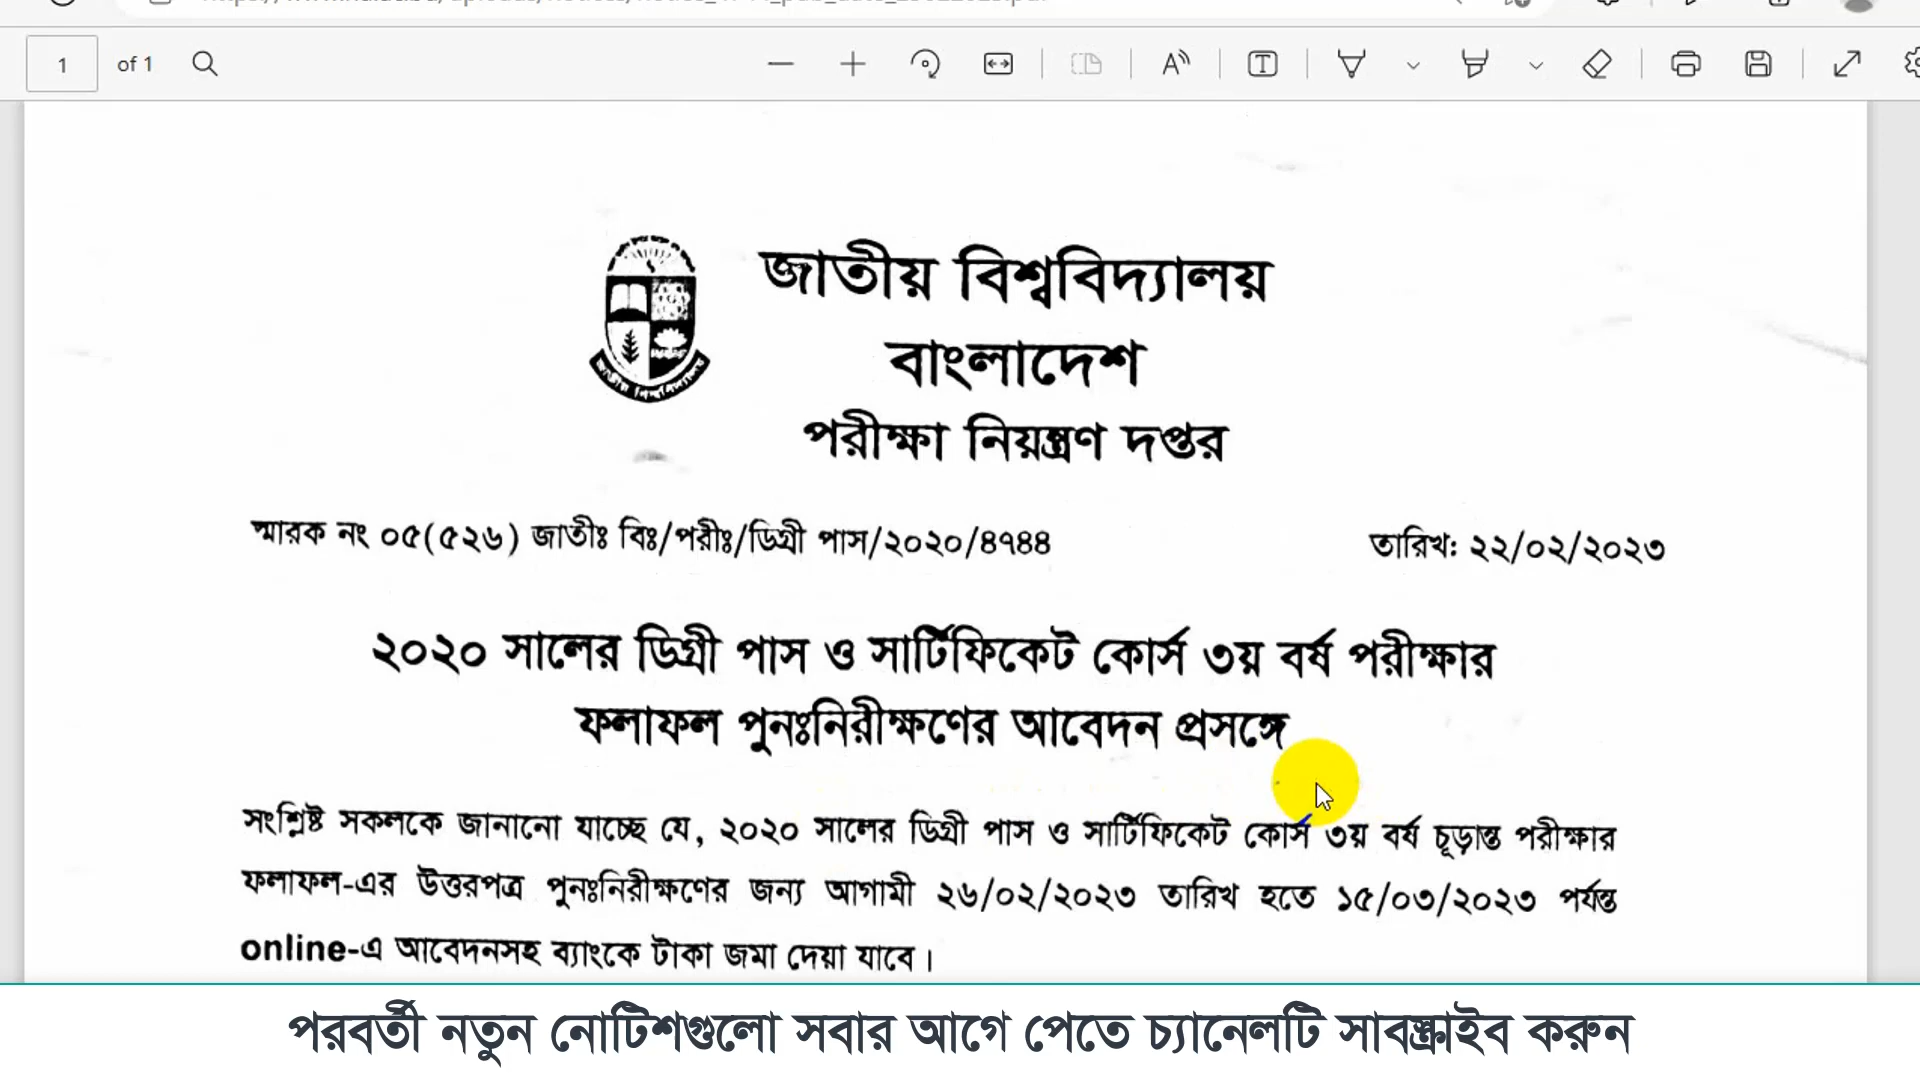 1 of 1
জাতীয় বিশ্ববিদ্যালয়
বাংলাদেশ
পরীক্ষা নিয়ন্ত্রণ দপ্তর
স্মারক নং ০৫(৫২৬) জাতীঃ বিঃ/পরীঃ/ডিগ্রী পাস/২০২০/৪৭৪৪
তারিখ: ২২/০২/২০২৩
২০২০ সালের ডিগ্রী পাস ও সার্টিফিকেট কোর্স ৩য় বর্ষ পরীক্ষার
ফলাফল পুনঃনিরীক্ষণের আবেদন প্রসঙ্গে
সংশ্লিষ্ট সকলকে জানানো যাচ্ছে যে, ২০২০ সালের ডিগ্রী পাস ও সার্টিফিকেট কোর্স ৩য় বর্ষ চূড়ান্ত পরীক্ষার
ফলাফল-এর উত্তরপত্র পুনঃনিরীক্ষণের জন্য আগামী ২৬/০২/২০২৩ তারিখ হতে ১৫/০৩/২০২৩ পর্যন্ত
online-এ আবেদনসহ ব্যাংকে টাকা জমা দেয়া যাবে।
পরবর্তী নতুন নোটিশগুলো সবার আগে পেতে চ্যানেলটি সাবস্ক্রাইব করুন